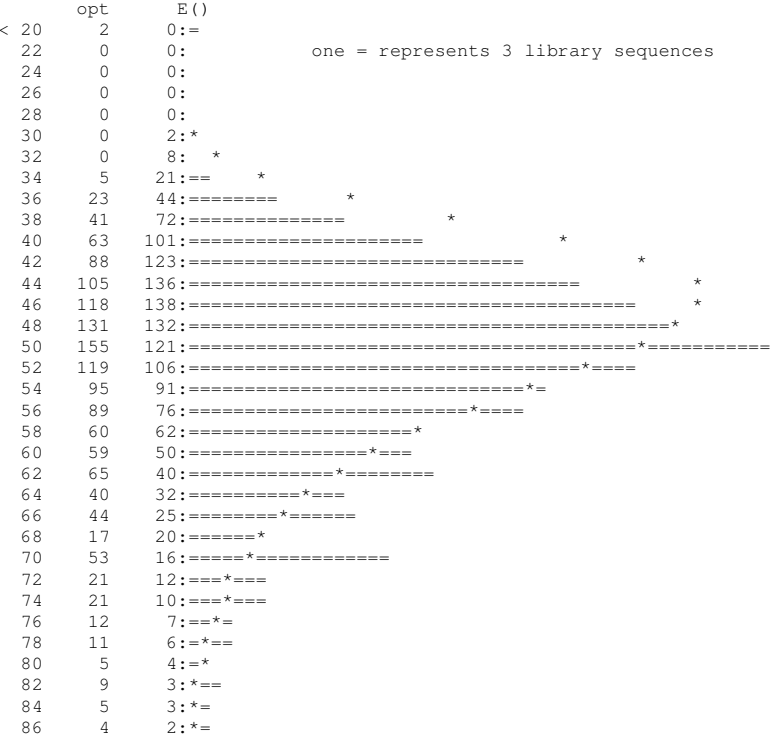 opt      E()
< 20     2     0:=
  22     0     0:           one = represents 3 library sequences
  24     0     0:
  26     0     0:
  28     0     0:
  30     0     2:*
  32     0     8:  *
  34     5    21:==    *
  36    23    44:========      *
  38    41    72:==============         *
  40    63   101:=====================            *
  42    88   123:==============================          *
  44   105   136:===================================          *
  46   118   138:========================================     *
  48   131   132:===========================================*
  50   155   121:========================================*===========
  52   119   106:===================================*====
  54    95    91:==============================*=
  56    89    76:=========================*====
  58    60    62:====================*
  60    59    50:================*===
  62    65    40:=============*========
  64    40    32:==========*===
  66    44    25:========*======
  68    17    20:======*
  70    53    16:=====*============
  72    21    12:===*===
  74    21    10:===*===
  76    12     7:==*=
  78    11     6:=*==
  80     5     4:=*
  82     9     3:*==
  84     5     3:*=
  86     4     2:*=